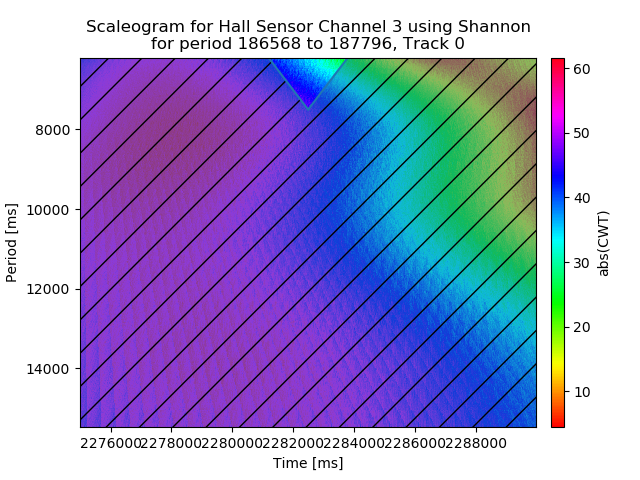 Scaleogram for Hall Sensor Channel 3 using Shannon
for period 186568 to 187796, Track 0
8000
10000
12000
14000
Period [ms]
2276000 2278000 2280000 2282000 2284000 2286000 2288000
Time [ms]
60
50
40
30
20
10
abs(CWT)